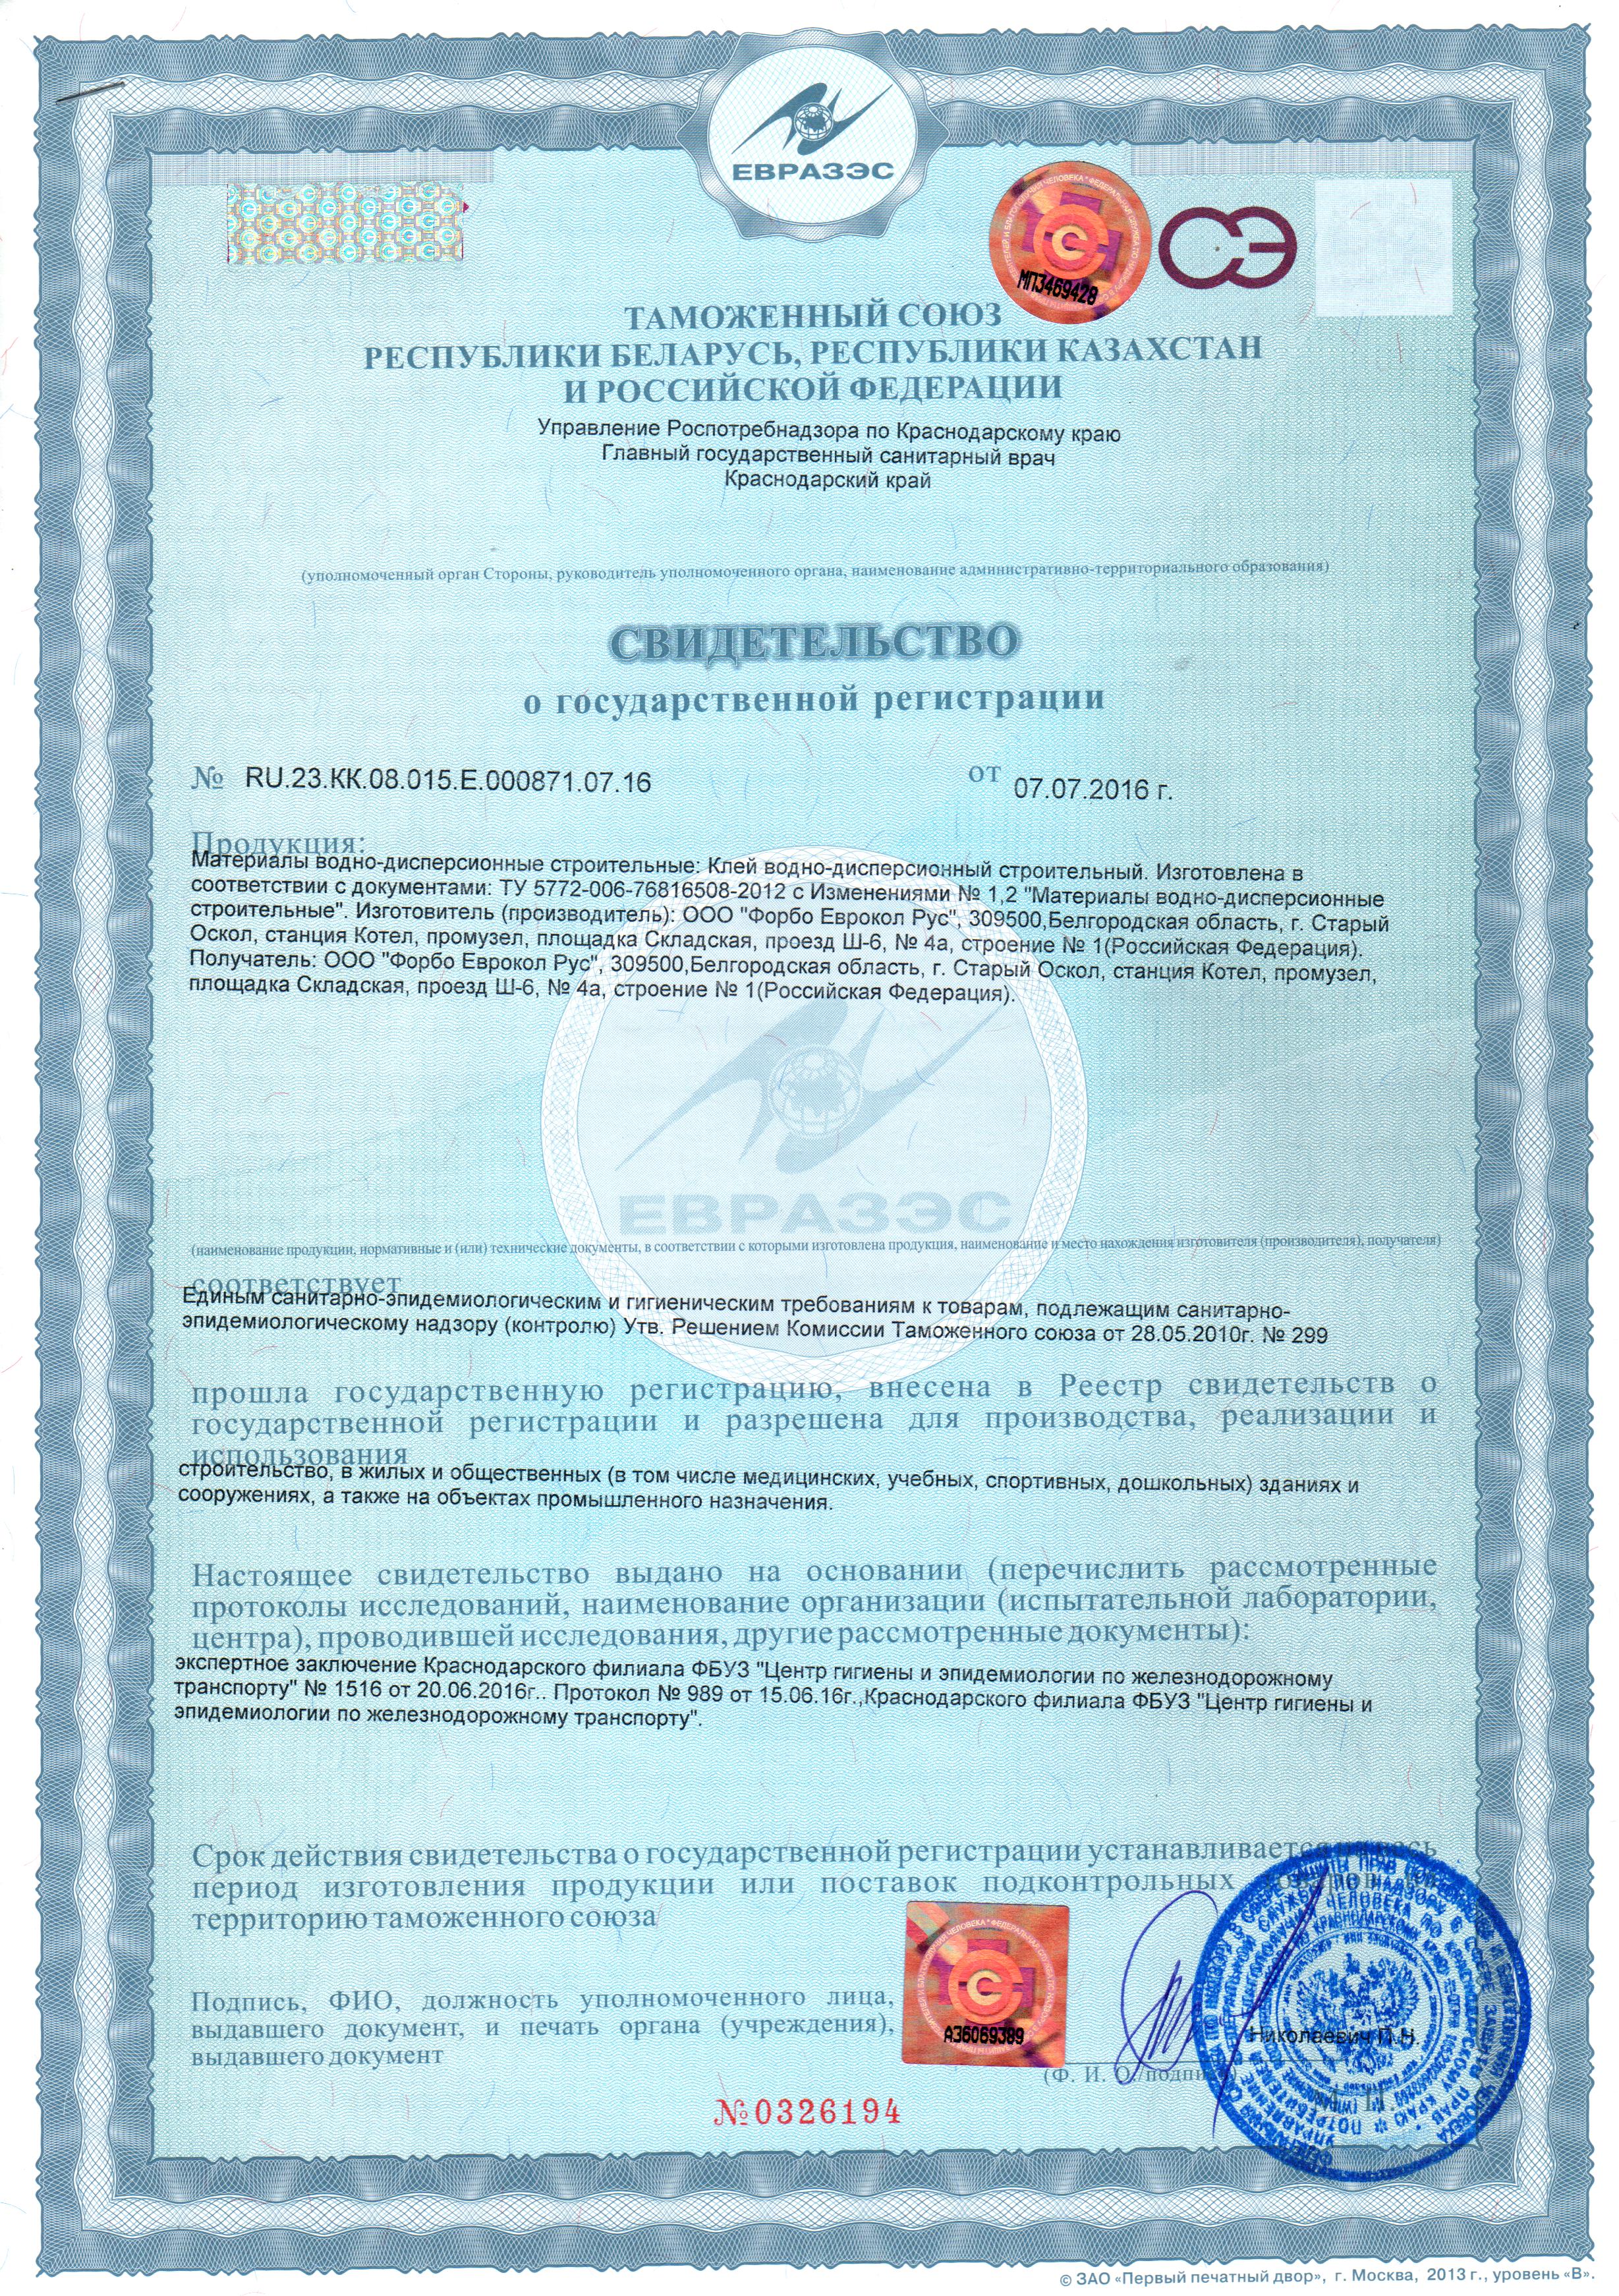 ЕВРАЗЭС
СЭ
МП3469428
ТАМОЖЕННЫЙ СОЮЗ
РЕСПУБЛИКИ БЕЛАРУСЬ, РЕСПУБЛИКИ КАЗАХСТАН
И РОССИЙСКОЙ ФЕДЕРАЦИИ
Управление Роспотребнадзора по Краснодарскому краю
Главный государственный санитарный врач
Краснодарский край
(уполномоченный орган Стороны, руководитель уполномоченного органа, наименование административно-территориального образования)
СВИДЕТЕЛЬСТВО
о государственной регистрации
№ RU.23.КК.08.015.Е.000871.07.16 от 07.07.2016 г.
Продукция:
Материалы водно-дисперсионные строительные: Клей водно-дисперсионный строительный. Изготовлена в
соответствии с документами: ТУ 5772-006-76816508-2012 с Изменениями № 1,2 "Материалы водно-дисперсионные
строительные". Изготовитель (производитель): ООО "Форбо Еврокол Рус", 309500,Белгородская область, г. Старый
Оскол, станция Котел, промузел, площадка Складская, проезд Ш-6, № 4а, строение № 1(Российская Федерация).
Получатель: ООО "Форбо Еврокол Рус", 309500,Белгородская область, г. Старый Оскол, станция Котел, промузел,
площадка Складская, проезд Ш-6, № 4а, строение № 1(Российская Федерация).
ЕВРАЗЭС
(наименование продукции, нормативные и (или) технические документы, в соответствии с которыми изготовлена продукция, наименование и место нахождения изготовителя (производителя), получателя)
соответствует
Единым санитарно-эпидемиологическим и гигиеническим требованиям к товарам, подлежащим санитарно-
эпидемиологическому надзору (контролю) Утв. Решением Комиссии Таможенного союза от 28.05.2010г. № 299
прошла государственную регистрацию, внесена в Реестр свидетельств о
государственной регистрации и разрешена для производства, реализации и
использования
строительство, в жилых и общественных (в том числе медицинских, учебных, спортивных, дошкольных) зданиях и
сооружениях, а также на объектах промышленного назначения.
Настоящее свидетельство выдано на основании (перечислить рассмотренные
протоколы исследований, наименование организации (испытательной лаборатории,
центра), проводившей исследования, другие рассмотренные документы):
экспертное заключение Краснодарского филиала ФБУЗ "Центр гигиены и эпидемиологии по железнодорожному
транспорту" № 1516 от 20.06.2016г.. Протокол № 989 от 15.06.16г.,Краснодарского филиала ФБУЗ "Центр гигиены и
эпидемиологии по железнодорожному транспорту".
Срок действия свидетельства о государственной регистрации устанавливается на весь
период изготовления продукции или поставок подконтрольных товаров
территорию таможенного союза
Подпись, ФИО, должность уполномоченного лица,
выдавшего документ, и печать органа (учреждения),
выдавшего документ
АЭ6069389
Николаевич П.Н.
(Ф. И. О./подпись
М. П.
№0326194
© ЗАО «Первый печатный двор», г. Москва, 2013 г., уровень «В».